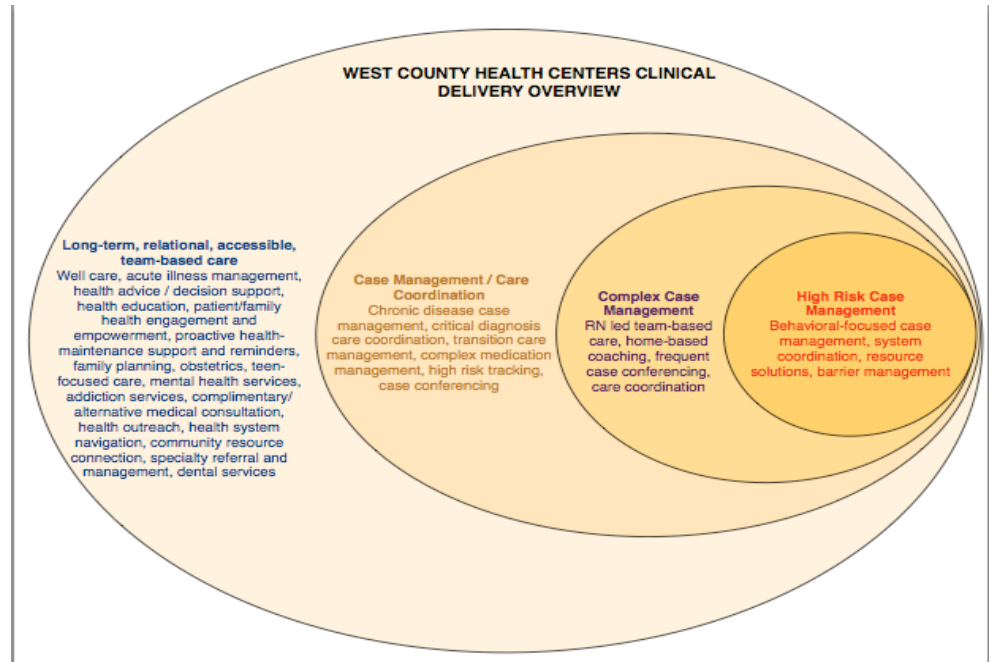 WEST COUNTY HEALTH CENTERS CLINICAL
DELIVERY OVERVIEW
Long-term, relational, accessible,
team-based care
Well care, acute illness management,
health advice / decision support,
health education, patient/family
health engagement and
empowerment, proactive health-
maintenance support and reminders,
family planning, obstetrics, teen-
focused care, mental health services,
addiction services, complimentary/
alternative medical consultation,
health outreach, health system
navigation, community resource
connection, specialty referral and
management, dental services
Case Management / Care
Coordination
Chronic disease case
management, critical diagnosis
care coordination, transition care
management, complex medication
management, high risk tracking,
case conferencing
Complex Case
Management
RN led team-based
care, home-based
coaching, frequent
case conferencing,
care coordination
High Risk Case
Management
Behavioral-focused case
management, system
coordination, resource
solutions, barrier management